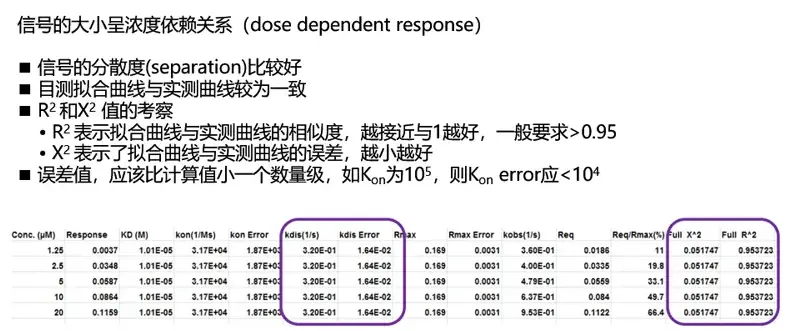 信号的大小呈浓度依赖关系（dose dependent response）
■ 信号的分散度(separation)比较好
■ 目测拟合曲线与实测曲线较为一致
■ R2 和X2 值的考察
• R2 表示拟合曲线与实测曲线的相似度，越接近与1越好，一般要求>0.95
• X2 表示了拟合曲线与实测曲线的误差，越小越好
■ 误差值，应该比计算值小一个数量级，如Kon为105，则Kon error应<104
Conc. (μM) Response KD (M) kon(1/Ms) kon Error kdis(1/s) kdis Error Rmax Rmax Error kobs(1/s) Req Req/Rmax(%) Full X^2 Full R^2
1.25 0.0037 1.01E-05 3.17E+04 1.87E+03 3.20E-01 1.64E-02 0.169 0.0031 3.60E-01 0.0186 11 0.051747 0.953723
2.5 0.0348 1.01E-05 3.17E+04 1.87E+03 3.20E-01 1.64E-02 0.169 0.0031 4.00E-01 0.0335 19.8 0.051747 0.953723
5 0.0587 1.01E-05 3.17E+04 1.87E+03 3.20E-01 1.64E-02 0.169 0.0031 4.79E-01 0.0559 33.1 0.051747 0.953723
10 0.0864 1.01E-05 3.17E+04 1.87E+03 3.20E-01 1.64E-02 0.169 0.0031 6.37E-01 0.084 49.7 0.051747 0.953723
20 0.1159 1.01E-05 3.17E+04 1.87E+03 3.20E-01 1.64E-02 0.169 0.0031 9.53E-01 0.1122 66.4 0.051747 0.953723